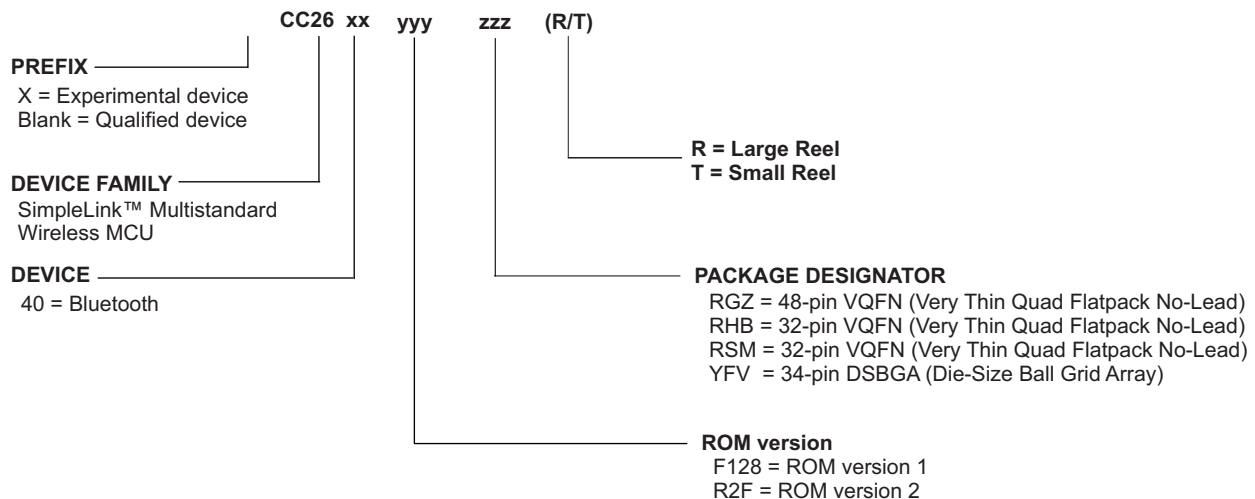 CC26 xx yyy zzz (R/T)
PREFIX
X = Experimental device
Blank = Qualified device
R = Large Reel
T = Small Reel
DEVICE FAMILY
SimpleLink™ Multistandard
Wireless MCU
DEVICE
40 = Bluetooth
PACKAGE DESIGNATOR
RGZ = 48-pin VQFN (Very Thin Quad Flatpack No-Lead)
RHB = 32-pin VQFN (Very Thin Quad Flatpack No-Lead)
RSM = 32-pin VQFN (Very Thin Quad Flatpack No-Lead)
YFV = 34-pin DSBGA (Die-Size Ball Grid Array)
ROM version
F128 = ROM version 1
R2F = ROM version 2